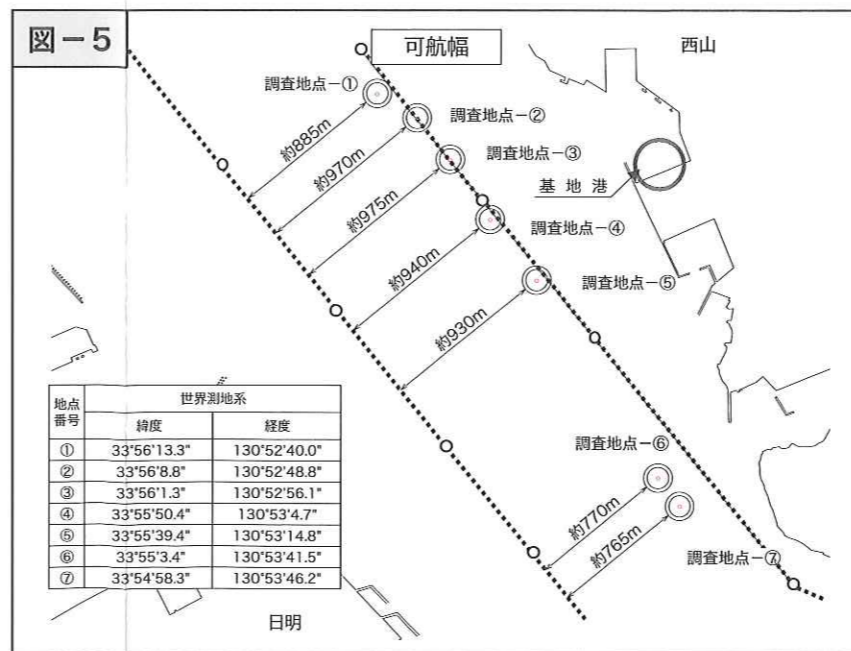 図-5
可航幅
西山
調査地点-①
調査地点-②
約885m
調査地点-③
約970m
基地港
約975m
調査地点-④
約940m
調査地点-⑤
約930m
地点番号 世界測地系
緯度 経度
① 33°56'13.3" 130°52'40.0"
② 33°56'8.8" 130°52'48.8"
③ 33°56'1.3" 130°52'56.1"
④ 33°55'50.4" 130°53'4.7"
⑤ 33°55'39.4" 130°53'14.8"
⑥ 33°55'3.4" 130°53'41.5"
⑦ 33°54'58.3" 130°53'46.2"
調査地点-⑥
約770m
約765m
調査地点-⑦
日明